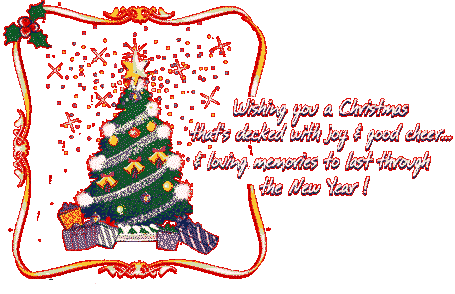 Wishing you a Christmas
that's decked with joy & good cheer...
& loving memories to last through
the New Year !